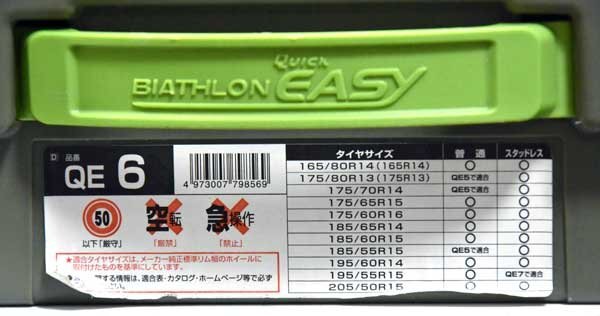 Quick
BIATHLON EASY
D 品番
QE 6
4 973007 798569
50 空転 急操作
以下「厳守」 「厳禁」 「禁止」
★適合タイヤサイズは、メーカー純正標準リム幅のホイールに
取付けたものを基準にしています。
する情報は、適合表・カタログ・ホームページ等で必ず
タイヤサイズ 普通 スタッドレス
165/80R14(165R14) ○ ○
175/80R13(175R13) QE5で適合 ○
175/70R14 ○ ○
175/65R15 ○ ○
175/60R16 ○ ○
185/65R14 ○ ○
185/60R15 ○ ○
185/55R15 QE5で適合 ○
195/60R14 ○ ○
195/55R15 ○ QE7で適合
205/50R15 ○ ○